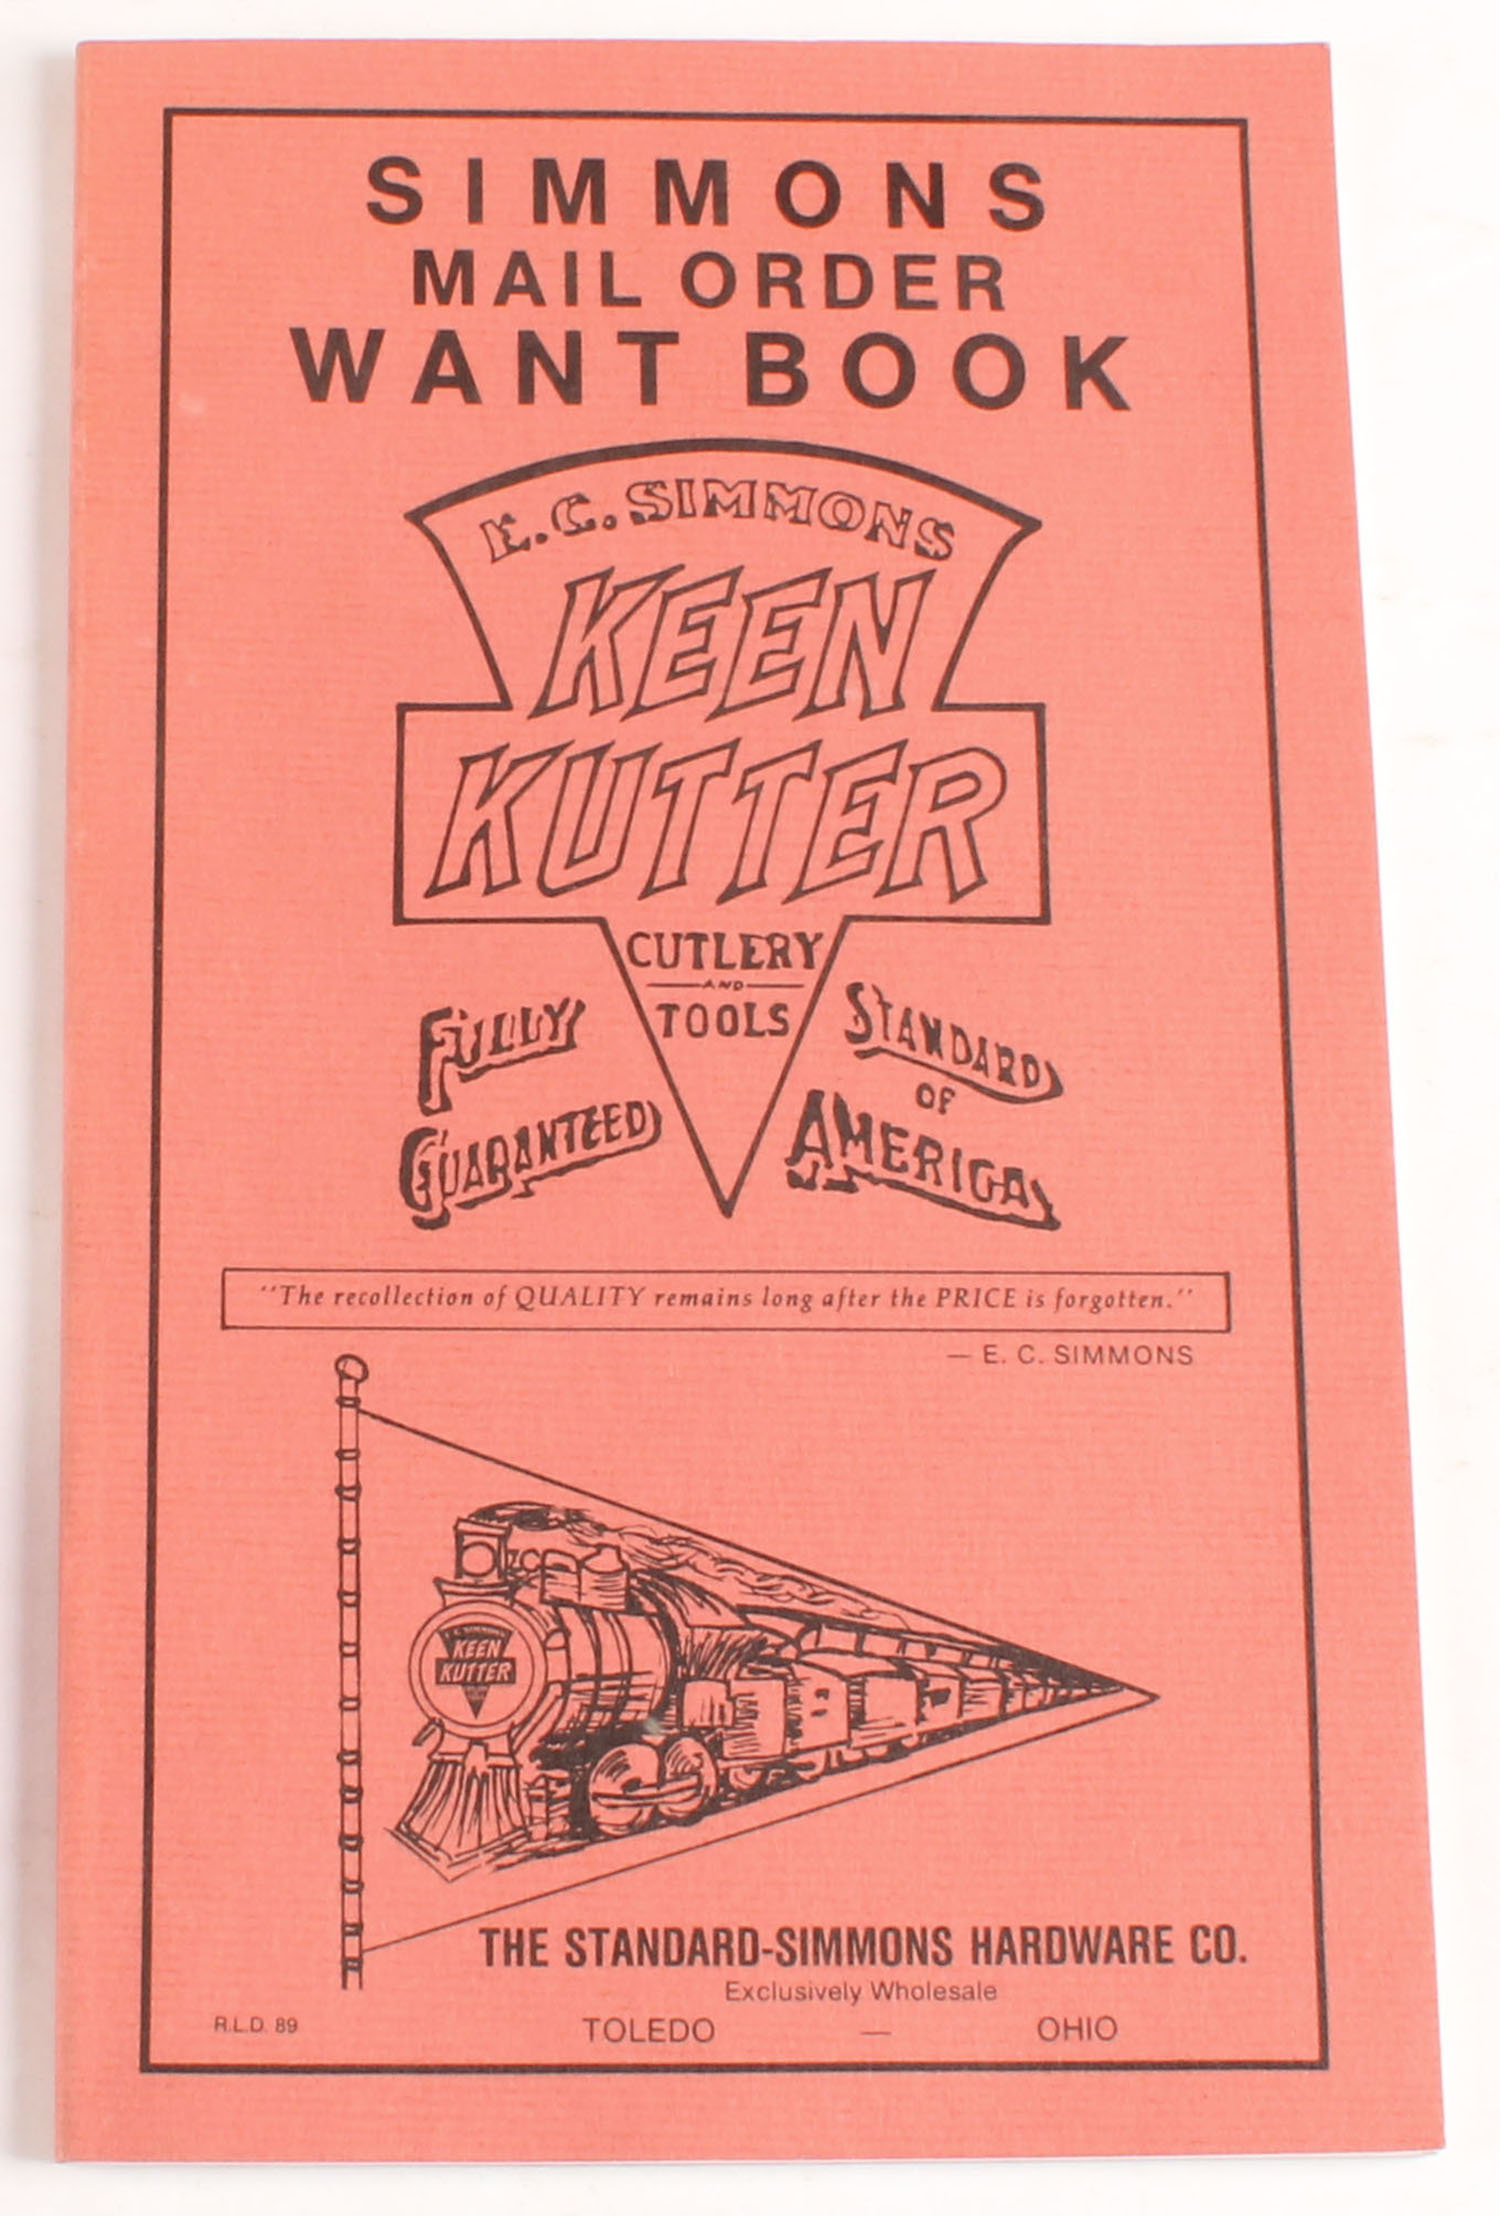 SIMMONS
MAIL ORDER
WANT BOOK
E.C. SIMMONS
KEEN
KUTTER
CUTLERY
AND
TOOLS
FULLY
GUARANTEED
STANDARD
OF
AMERICA
"The recollection of QUALITY remains long after the PRICE is forgotten."
— E. C. SIMMONS
KEEN
KUTTER
THE STANDARD-SIMMONS HARDWARE CO.
Exclusively Wholesale
R.L.D. 89
TOLEDO — OHIO